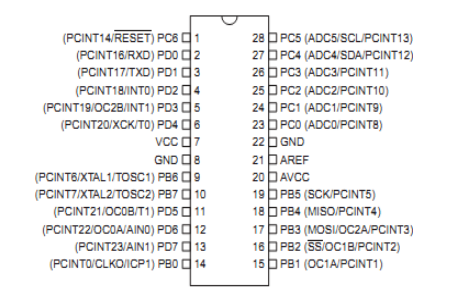 (PCINT14/RESET) PC6 1 28 PC5 (ADC5/SCL/PCINT13)
(PCINT16/RXD) PD0 2 27 PC4 (ADC4/SDA/PCINT12)
(PCINT17/TXD) PD1 3 26 PC3 (ADC3/PCINT11)
(PCINT18/INT0) PD2 4 25 PC2 (ADC2/PCINT10)
(PCINT19/OC2B/INT1) PD3 5 24 PC1 (ADC1/PCINT9)
(PCINT20/XCK/T0) PD4 6 23 PC0 (ADC0/PCINT8)
VCC 7 22 GND
GND 8 21 AREF
(PCINT6/XTAL1/TOSC1) PB6 9 20 AVCC
(PCINT7/XTAL2/TOSC2) PB7 10 19 PB5 (SCK/PCINT5)
(PCINT21/OC0B/T1) PD5 11 18 PB4 (MISO/PCINT4)
(PCINT22/OC0A/AIN0) PD6 12 17 PB3 (MOSI/OC2A/PCINT3)
(PCINT23/AIN1) PD7 13 16 PB2 (SS/OC1B/PCINT2)
(PCINT0/CLKO/ICP1) PB0 14 15 PB1 (OC1A/PCINT1)